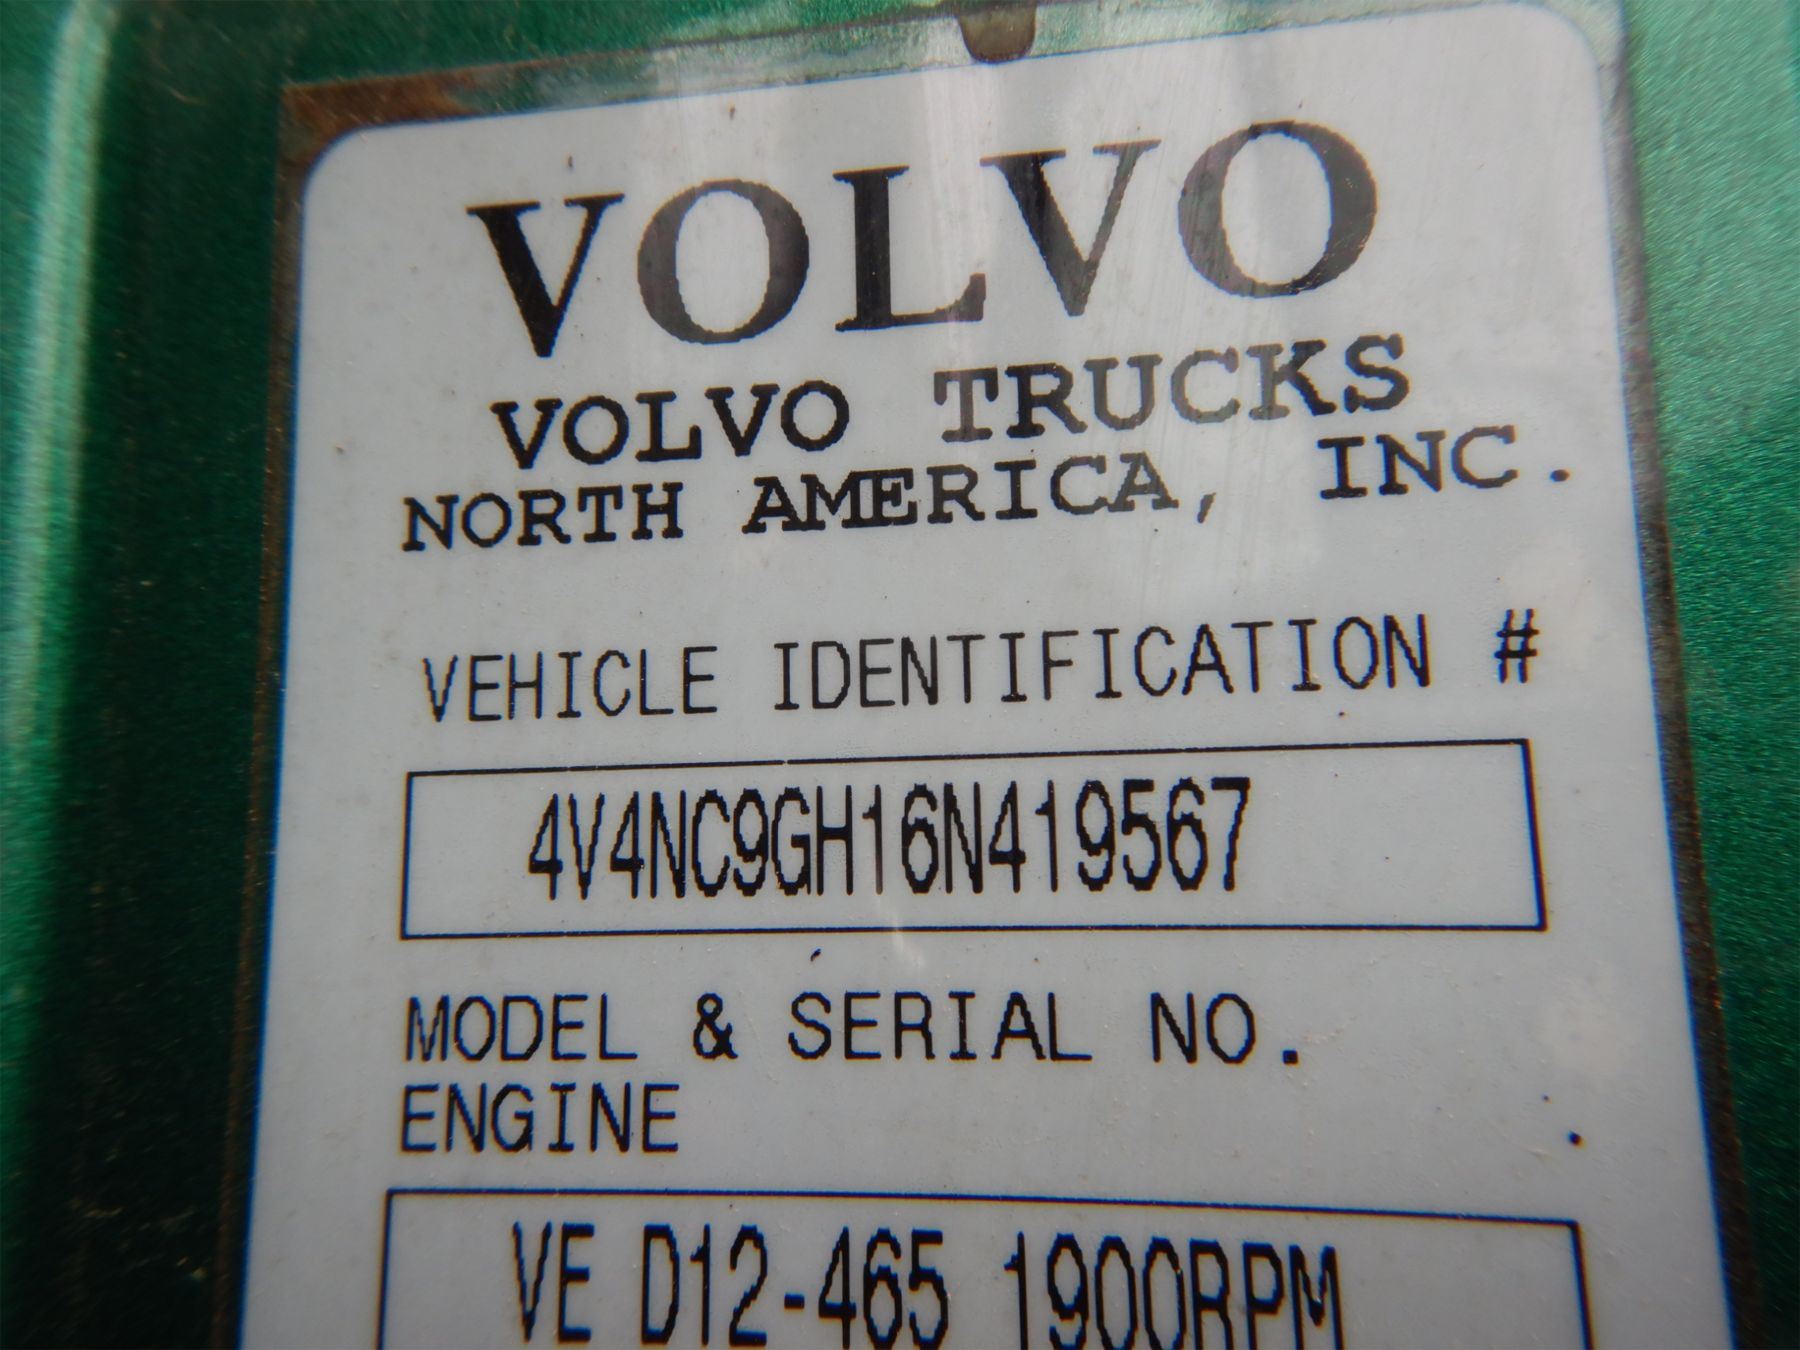 VOLVO
VOLVO TRUCKS
NORTH AMERICA, INC.
VEHICLE IDENTIFICATION #
4V4NC9GH16N419567
MODEL & SERIAL NO.
ENGINE
VE D12-465 1900RPM